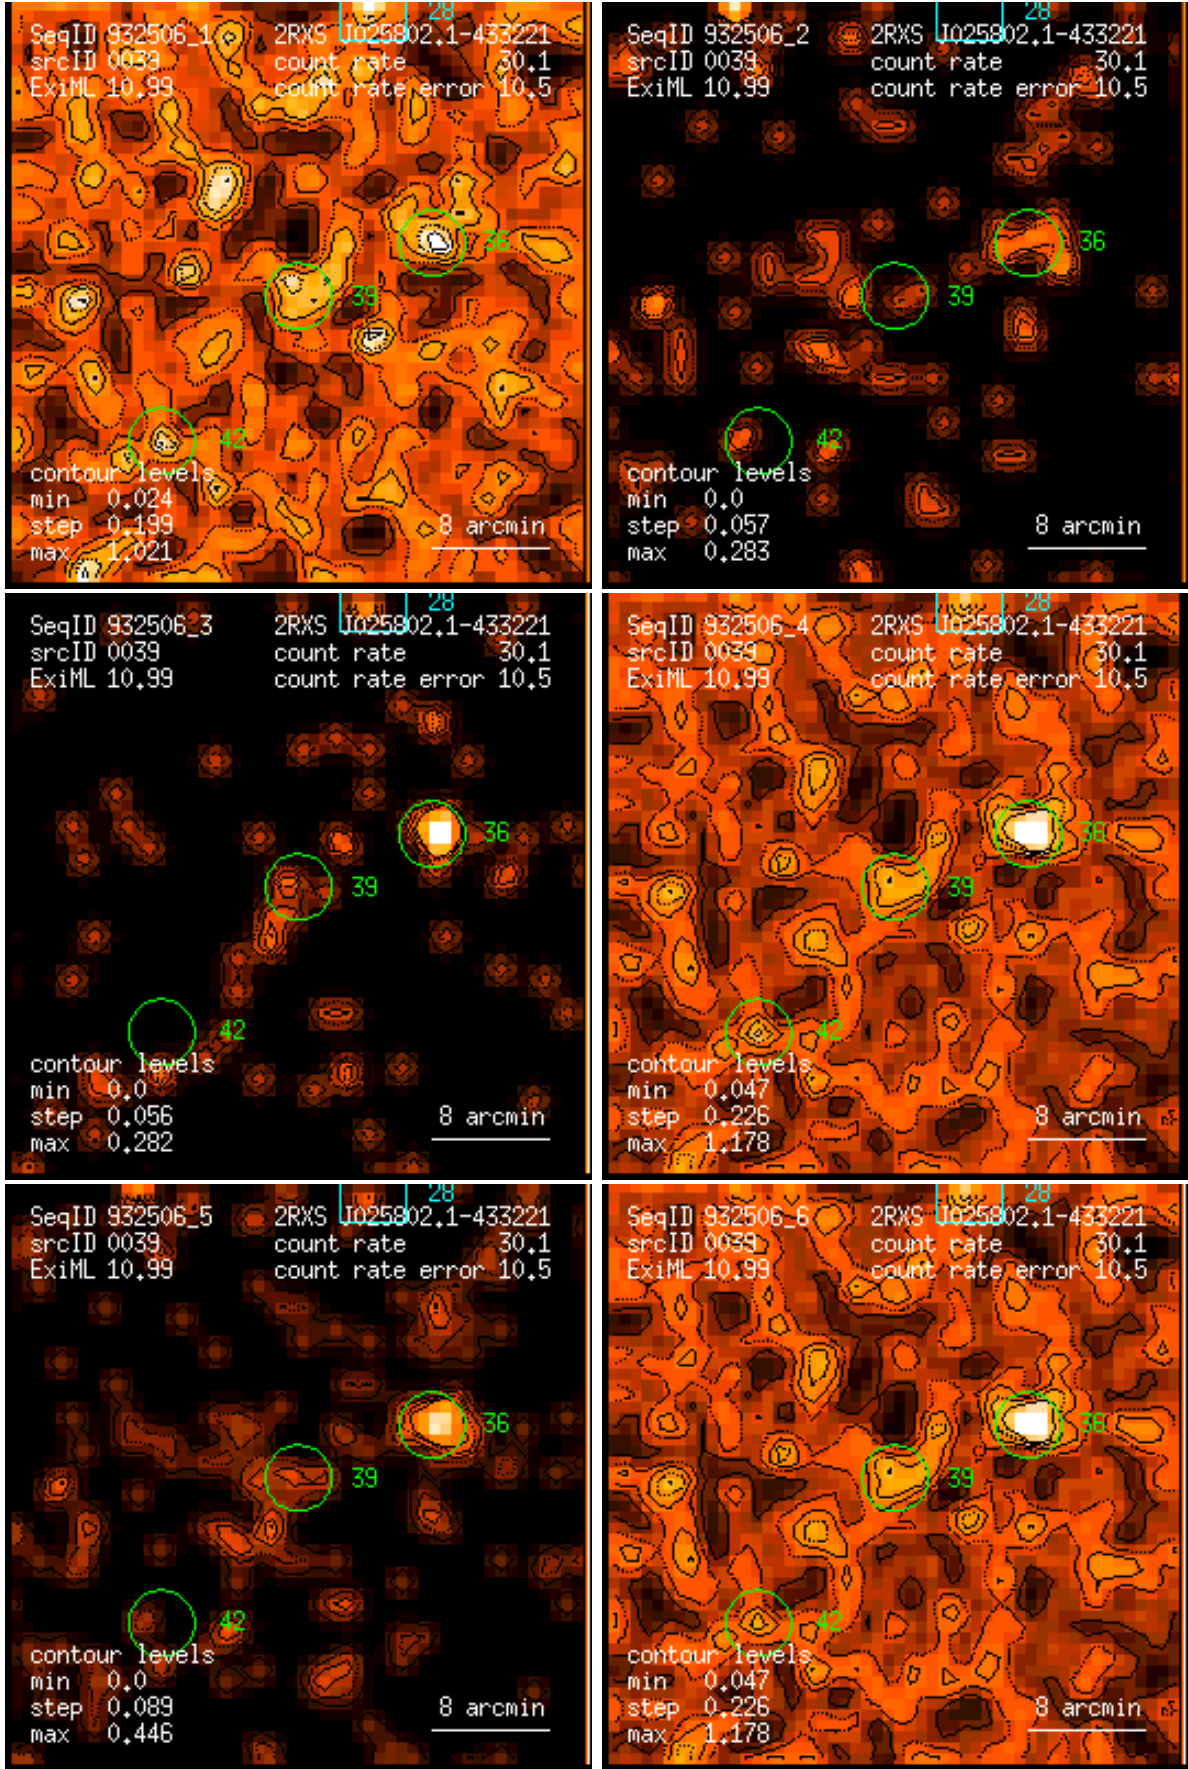 28
SeqID 932506_1 2RXS J025802.1-433221
srcID 0039 count rate 30.1
ExiML 10.99 count rate error 10.5
36
39
42
contour levels
min 0.024
step 0.199 8 arcmin
max 1.021
28
SeqID 932506_2 2RXS J025802.1-433221
srcID 0039 count rate 30.1
ExiML 10.99 count rate error 10.5
36
39
42
contour levels
min 0.0
step 0.057 8 arcmin
max 0.283
28
SeqID 932506_3 2RXS J025802.1-433221
srcID 0039 count rate 30.1
ExiML 10.99 count rate error 10.5
36
39
42
contour levels
min 0.0
step 0.056 8 arcmin
max 0.282
28
SeqID 932506_4 2RXS J025802.1-433221
srcID 0039 count rate 30.1
ExiML 10.99 count rate error 10.5
36
39
42
contour levels
min 0.047
step 0.226 8 arcmin
max 1.178
28
SeqID 932506_5 2RXS J025802.1-433221
srcID 0039 count rate 30.1
ExiML 10.99 count rate error 10.5
36
39
42
contour levels
min 0.0
step 0.089 8 arcmin
max 0.446
28
SeqID 932506_6 2RXS J025802.1-433221
srcID 0039 count rate 30.1
ExiML 10.99 count rate error 10.5
36
39
42
contour levels
min 0.047
step 0.226 8 arcmin
max 1.178